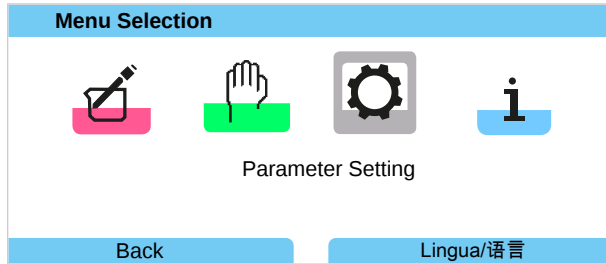 Menu Selection
i
Parameter Setting
Back
Lingua/语言